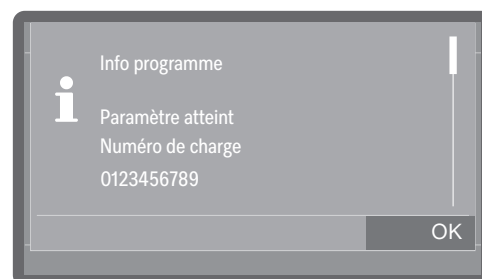 Info programme
Paramètre atteint
Numéro de charge
0123456789
OK